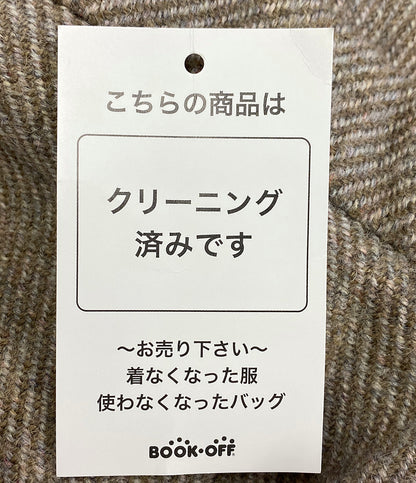 こちらの商品は
クリーニング
済みです
～お売り下さい～
着なくなった服
使わなくなったバッグ
BOOK・OFF